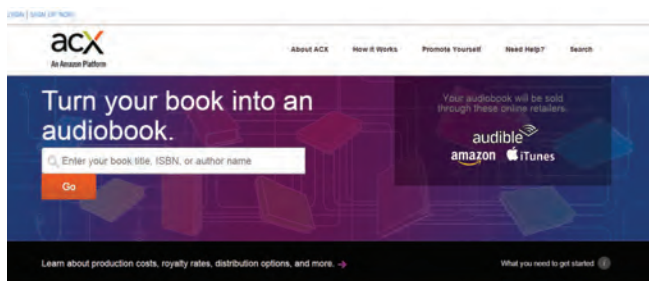 LOGIN | SIGN UP NOW
acx
An Amazon Platform
About ACX How it Works Promote Yourself Need Help? Search
Turn your book into an
audiobook.
Enter your book title, ISBN, or author name
Go
Your audiobook will be sold
through these online retailers.
audible
amazon iTunes
Learn about production costs, royalty rates, distribution options, and more.
What you need to get started